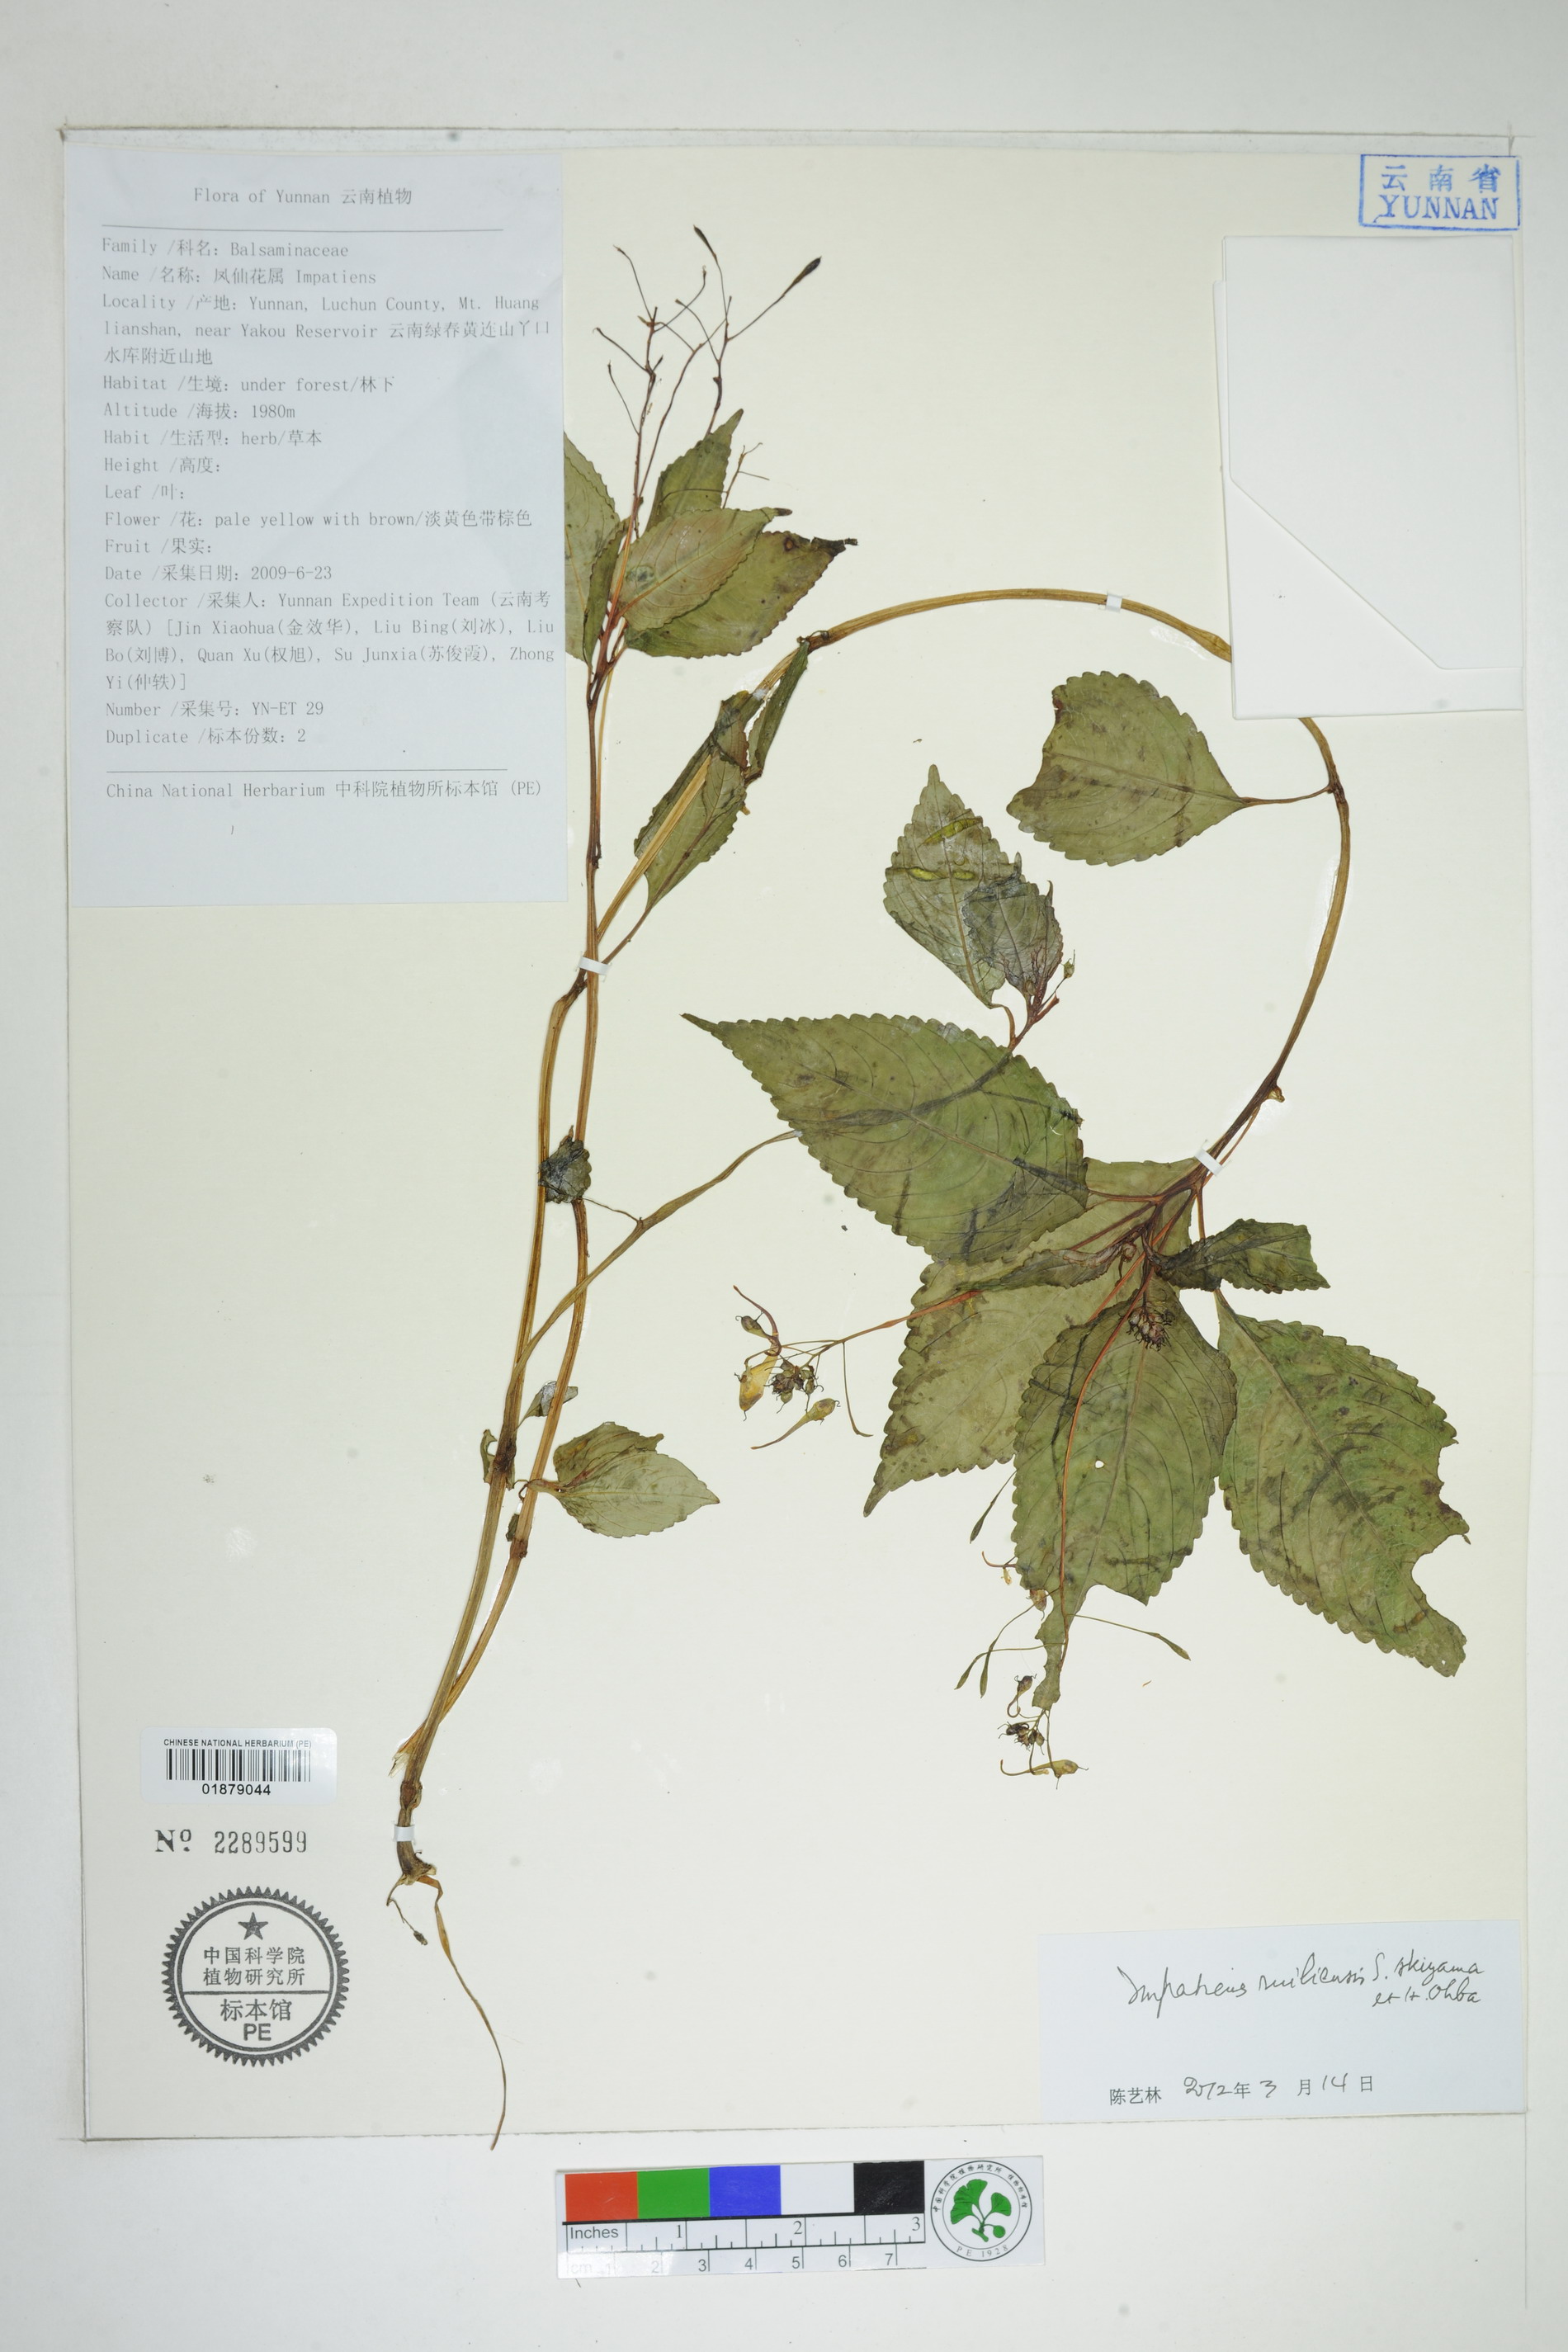 Flora of Yunnan 云南植物
Family /科名: Balsaminaceae
Name /名称: 凤仙花属 Impatiens
Locality /产地: Yunnan, Luchun County, Mt. Huang
lianshan, near Yakou Reservoir 云南绿春黄连山丫口
水库附近山地
Habitat /生境: under forest/林下
Altitude /海拔: 1980m
Habit /生活型: herb/草本
Height /高度:
Leaf /叶:
Flower /花: pale yellow with brown/淡黄色带棕色
Fruit /果实:
Date /采集日期: 2009-6-23
Collector /采集人: Yunnan Expedition Team (云南考
察队) [Jin Xiaohua(金效华), Liu Bing(刘冰), Liu
Bo(刘博), Quan Xu(权旭), Su Junxia(苏俊霞), Zhong
Yi(仲轶)]
Number /采集号: YN-ET 29
Duplicate /标本份数: 2
China National Herbarium 中科院植物所标本馆 (PE)
云南省
YUNNAN
CHINESE NATIONAL HERBARIUM (PE)
01879044
No 2289599
中国科学院
植物研究所
标本馆
PE
Impatiens ruiliensis S. Akiyama
et H. Ohba
陈艺林 2012年3月14日
Inches 1 2 3
cm 1 2 3 4 5 6 7
PE 1928